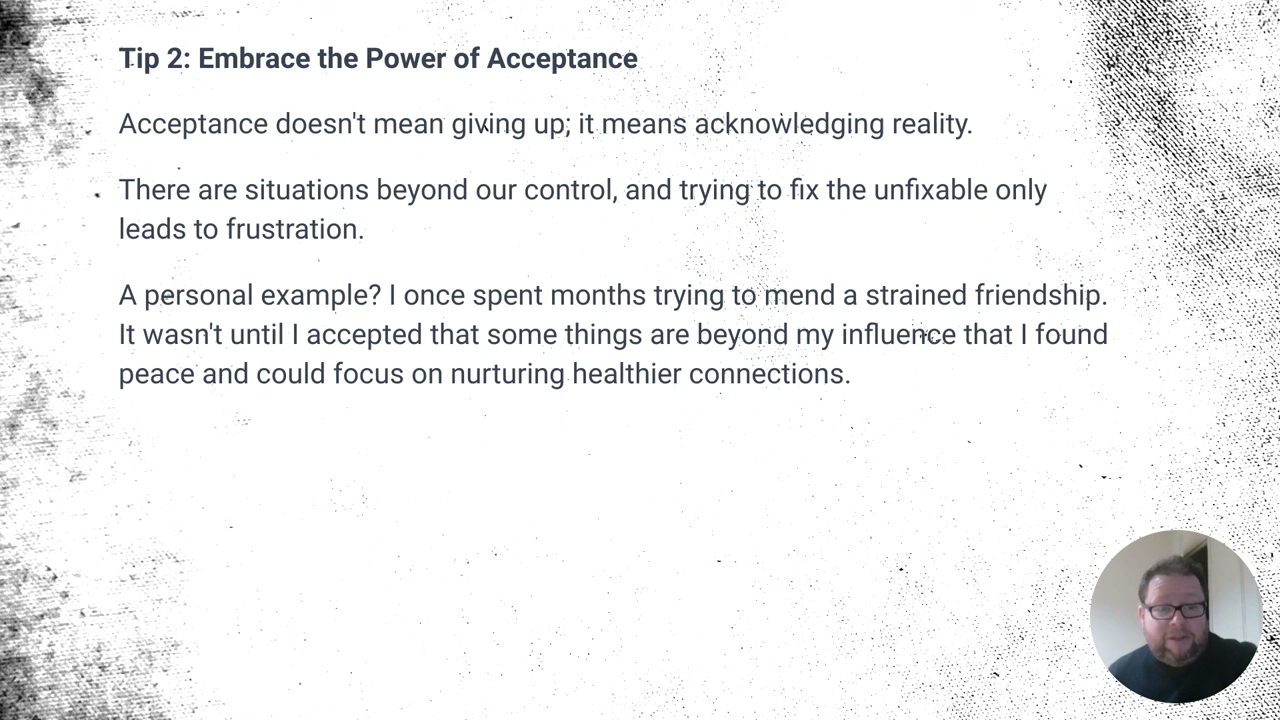 Tip 2: Embrace the Power of Acceptance
Acceptance doesn't mean giving up; it means acknowledging reality.
There are situations beyond our control, and trying to fix the unfixable only
leads to frustration.
A personal example? I once spent months trying to mend a strained friendship.
It wasn't until I accepted that some things are beyond my influence that I found
peace and could focus on nurturing healthier connections.